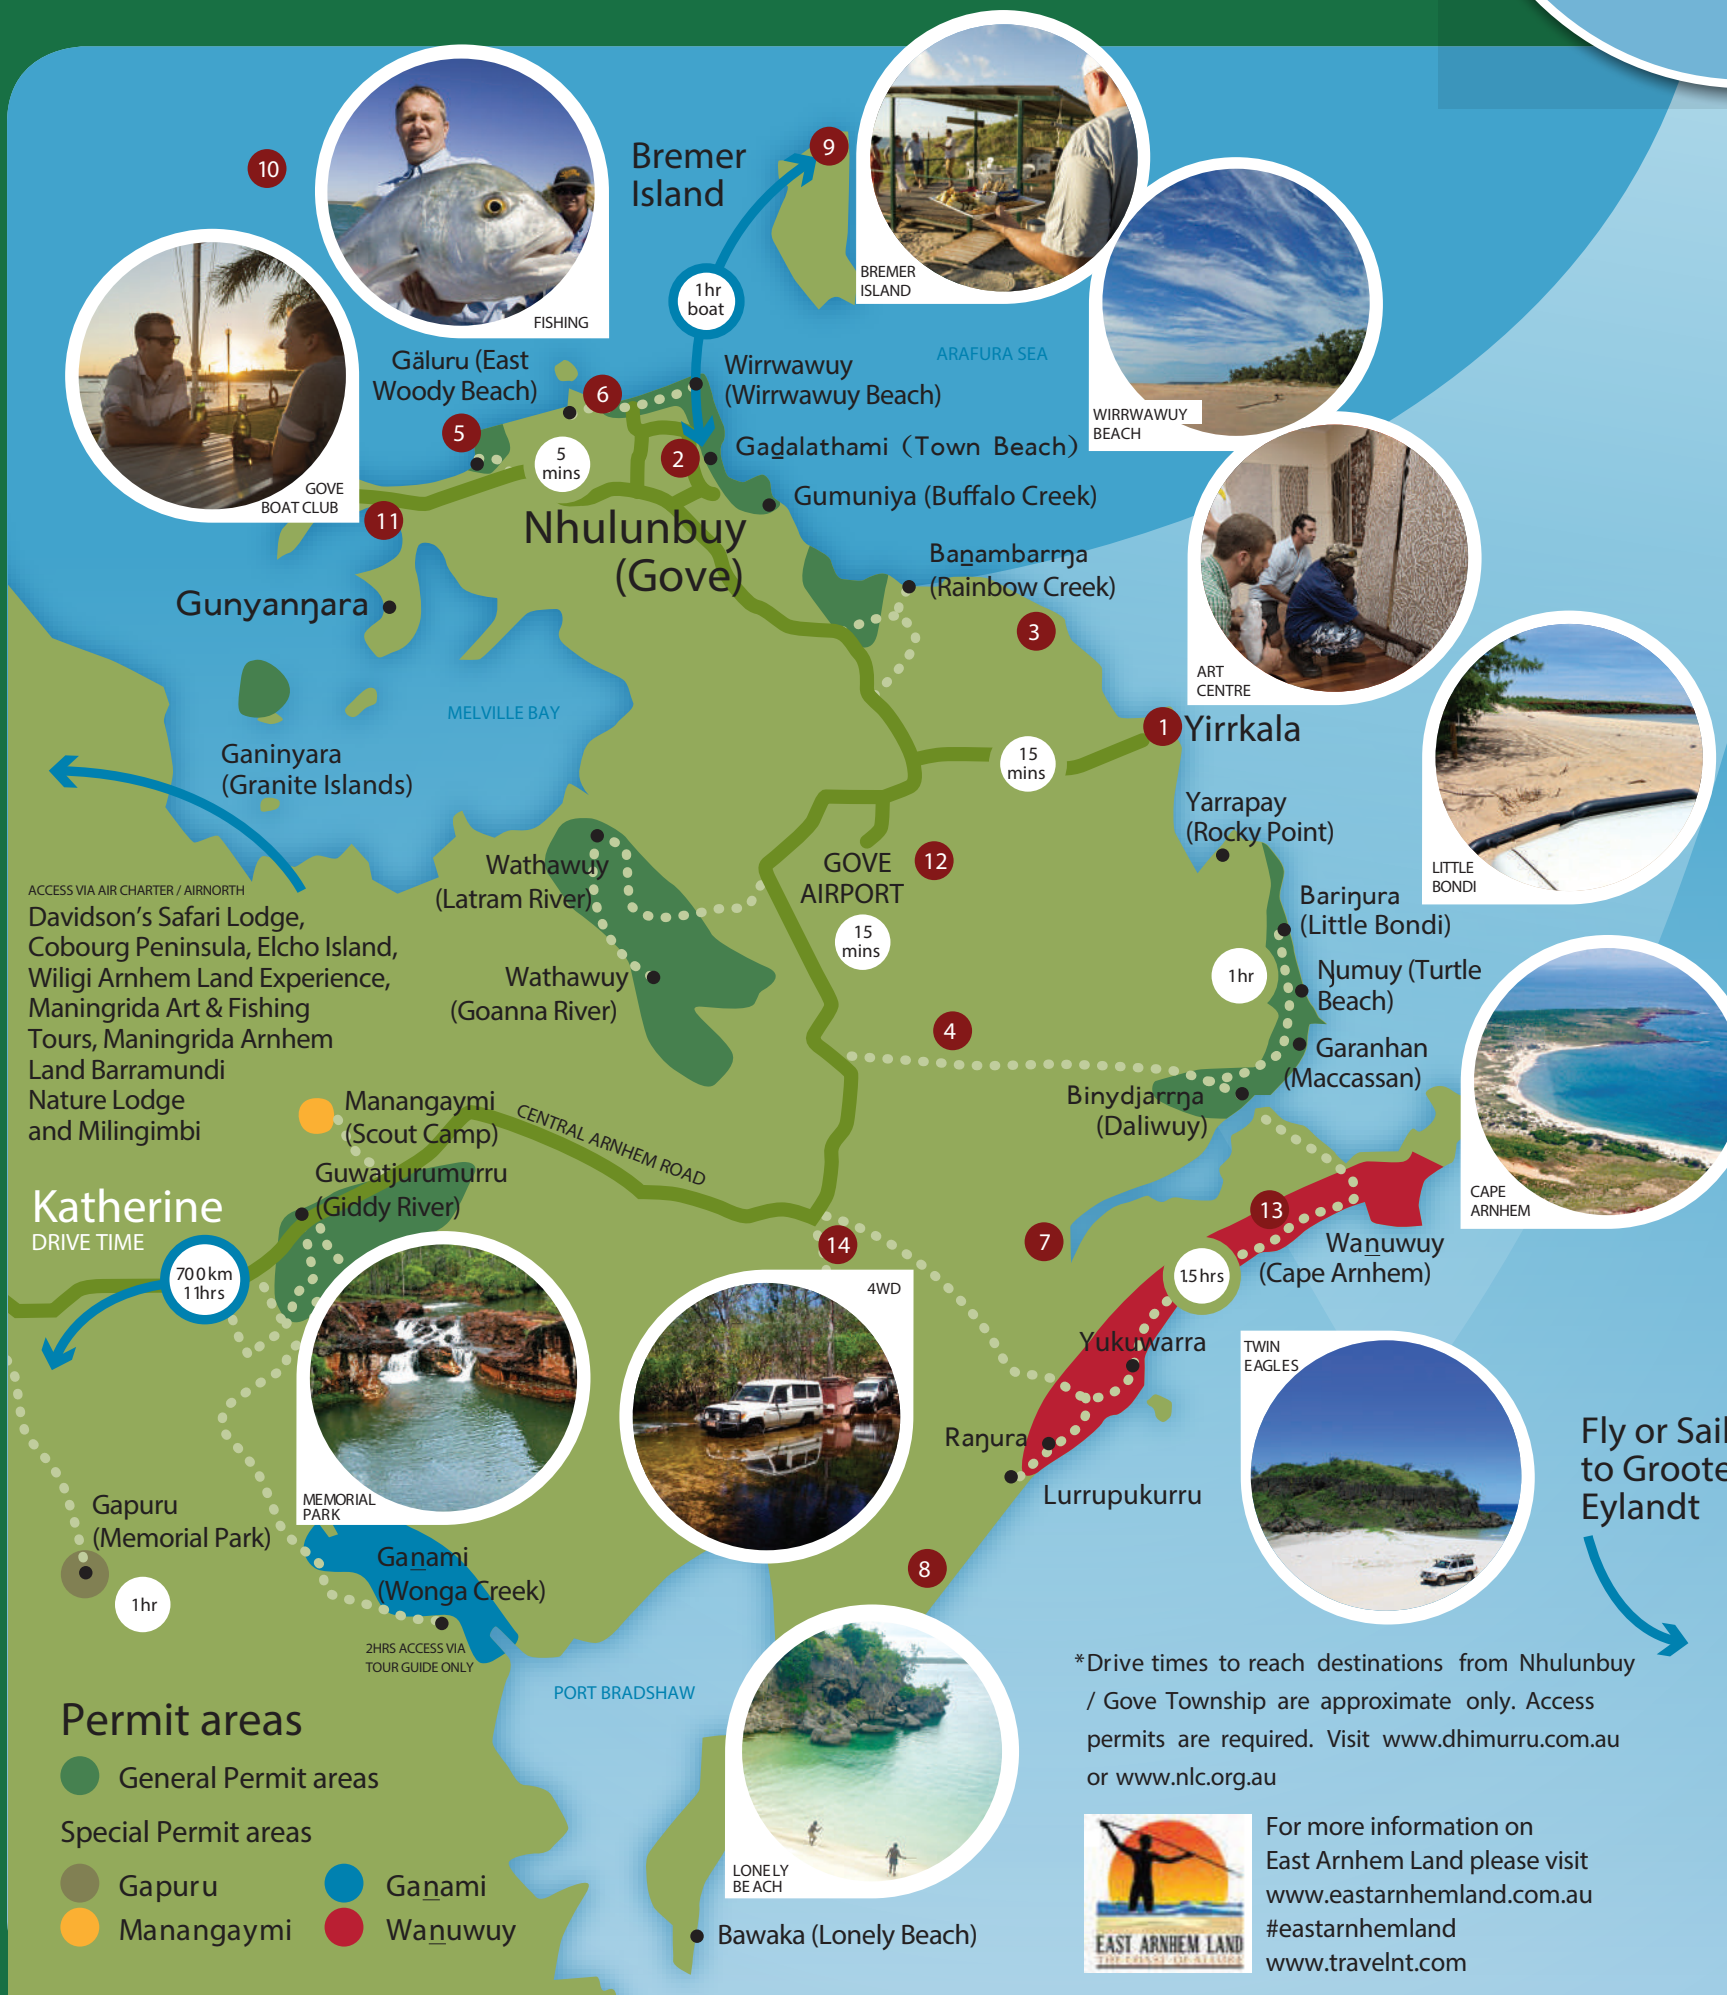 10
9
Bremer
Island
1hr
boat
BREMER
ISLAND
FISHING
GOVE
BOAT CLUB
Gäluru (East
Woody Beach)
6
5
5
mins
2
11
Wirrwawuy
(Wirrwawuy Beach)
ARAFURA SEA
WIRRWAWUY
BEACH
Gaḏalathami (Town Beach)
Gumuniya (Buffalo Creek)
Nhulunbuy
(Gove)
Baṉambarrŋa
(Rainbow Creek)
3
Gunyanŋara
ART
CENTRE
MELVILLE BAY
1
Yirrkala
15
mins
Ganinyara
(Granite Islands)
Yarrapay
(Rocky Point)
LITTLE
BONDI
Wathawuy
(Latram River)
GOVE
AIRPORT
12
15
mins
ACCESS VIA AIR CHARTER / AIRNORTH
Davidson's Safari Lodge,
Cobourg Peninsula, Elcho Island,
Wiligi Arnhem Land Experience,
Maningrida Art & Fishing
Tours, Maningrida Arnhem
Land Barramundi
Nature Lodge
and Milingimbi
Bariŋura
(Little Bondi)
1hr
Ŋumuy (Turtle
Beach)
Wathawuy
(Goanna River)
4
Garanhan
(Maccassan)
Binydjarrŋa
(Daliwuy)
Manangaymi
(Scout Camp)
CENTRAL ARNHEM ROAD
Guwatjurumurru
(Giddy River)
CAPE
ARNHEM
Katherine
DRIVE TIME
700km
11hrs
13
7
14
Waṉuwuy
(Cape Arnhem)
1.5hrs
4WD
Yukuwarra
TWIN
EAGLES
Raŋura
Lurrupukurru
Fly or Sail
to Groote
Eylandt
MEMORIAL
PARK
Gapuru
(Memorial Park)
1hr
Gaṉami
(Wonga Creek)
2HRS ACCESS VIA
TOUR GUIDE ONLY
8
PORT BRADSHAW
LONELY
BEACH
Bawaka (Lonely Beach)
Permit areas
General Permit areas
Special Permit areas
Gapuru
Gaṉami
Manangaymi
Waṉuwuy
*Drive times to reach destinations from Nhulunbuy
/ Gove Township are approximate only. Access
permits are required. Visit www.dhimurru.com.au
or www.nlc.org.au
EAST ARNHEM LAND
THE COAST OF ALLURE
For more information on
East Arnhem Land please visit
www.eastarnhemland.com.au
#eastarnhemland
www.travelnt.com